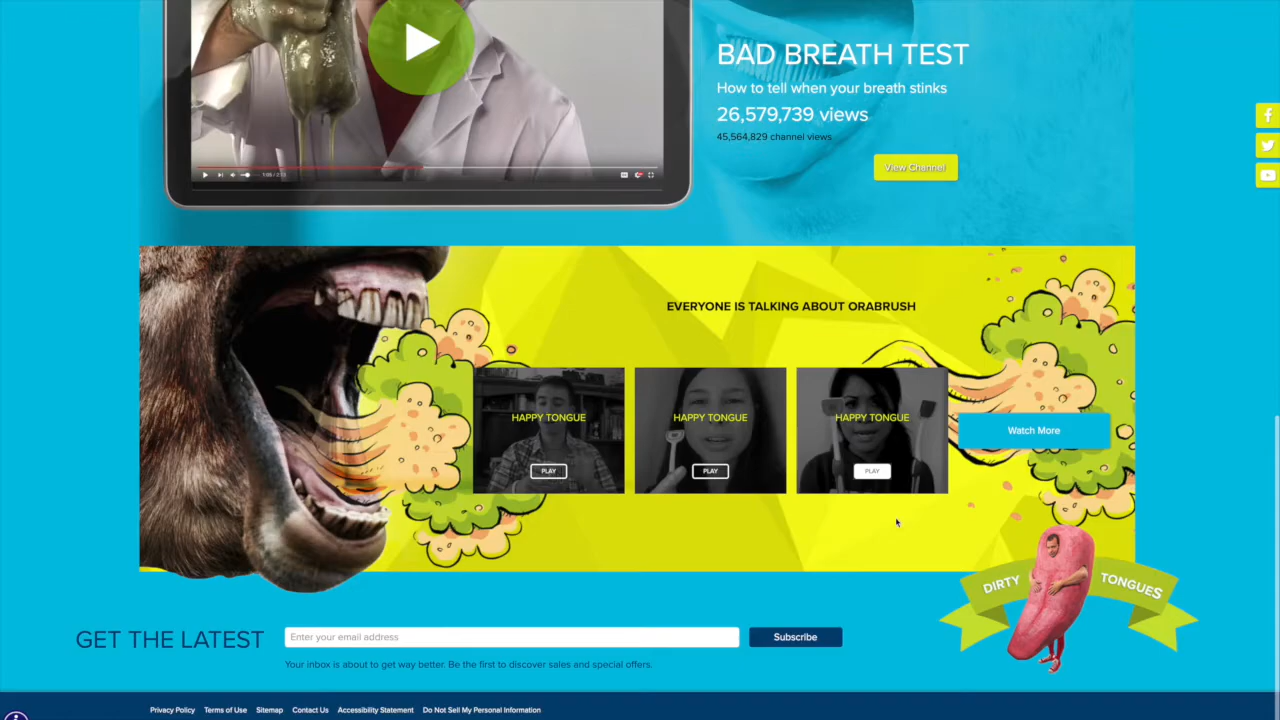 BAD BREATH TEST
How to tell when your breath stinks
26,579,739 views
45,564,829 channel views
View Channel
EVERYONE IS TALKING ABOUT ORABRUSH
HAPPY TONGUE
HAPPY TONGUE
HAPPY TONGUE
Watch More
PLAY
PLAY
PLAY
DIRTY TONGUES
GET THE LATEST
Enter your email address
Subscribe
Your inbox is about to get way better. Be the first to discover sales and special offers.
Privacy Policy
Terms of Use
Sitemap
Contact Us
Accessibility Statement
Do Not Sell My Personal Information